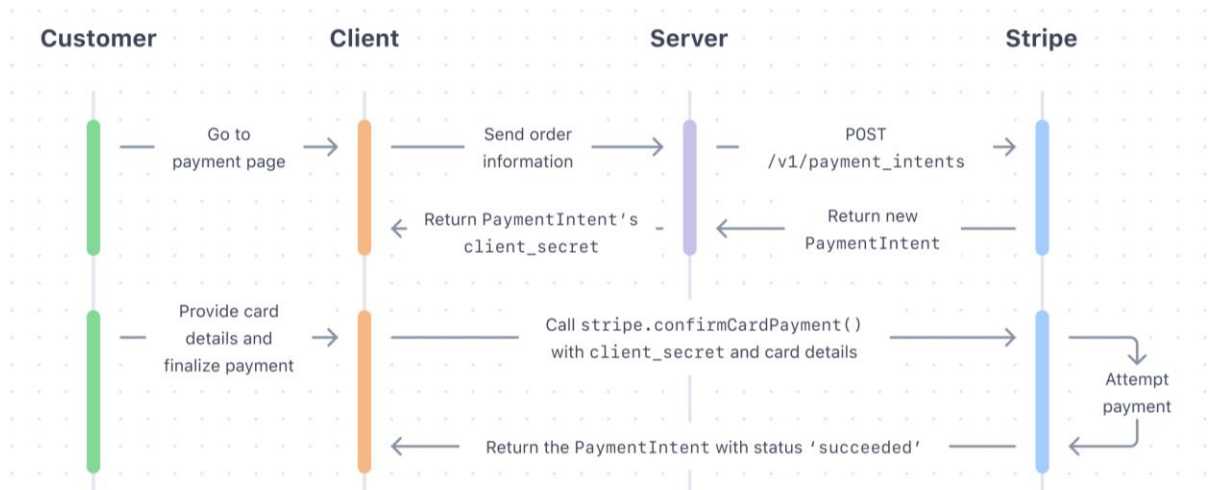 Customer
Client
Server
Stripe
Go to
payment page
Send order
information
POST
/v1/payment_intents
Return PaymentIntent’s
client_secret
Return new
PaymentIntent
Provide card
details and
finalize payment
Call stripe.confirmCardPayment()
with client_secret and card details
Attempt
payment
Return the PaymentIntent with status ‘succeeded’